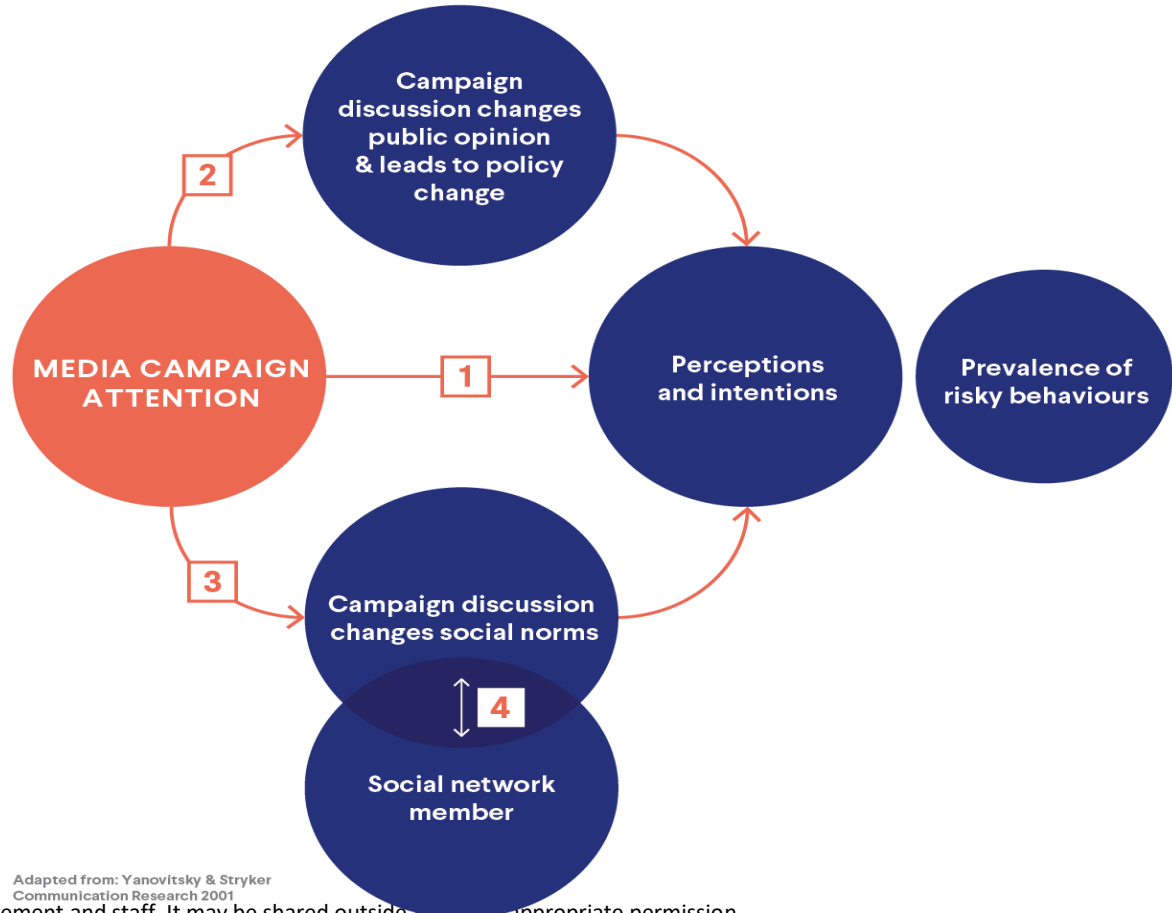 Campaign
discussion changes
public opinion
& leads to policy
change
2
MEDIA CAMPAIGN
ATTENTION
1
Perceptions
and intentions
Prevalence of
risky behaviours
3
Campaign discussion
changes social norms
4
Social network
member
Adapted from: Yanovitsky & Stryker
Communication Research 2001
ement and staff. It may be shared outside appropriate permission